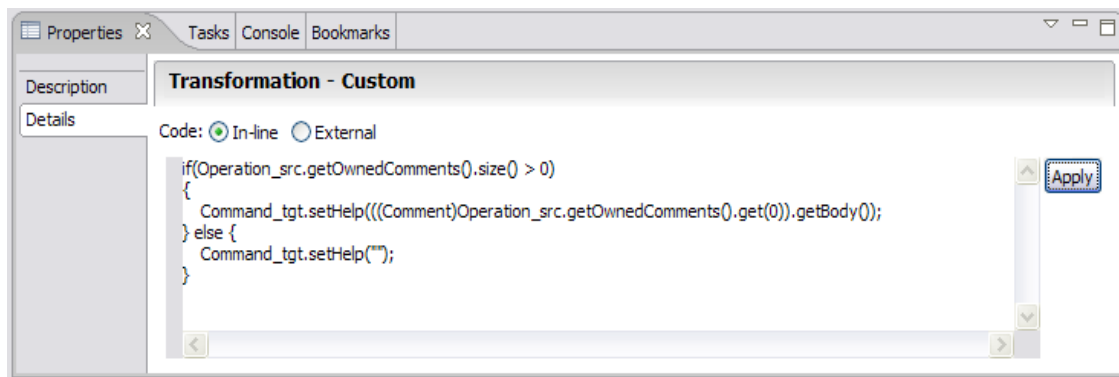 Properties Tasks Console Bookmarks
Description
Details
Transformation - Custom
Code: In-line External
if(Operation_src.getOwnedComments().size() > 0)
{
Command_tgt.setHelp(((Comment)Operation_src.getOwnedComments().get(0)).getBody());
} else {
Command_tgt.setHelp("");
}
Apply